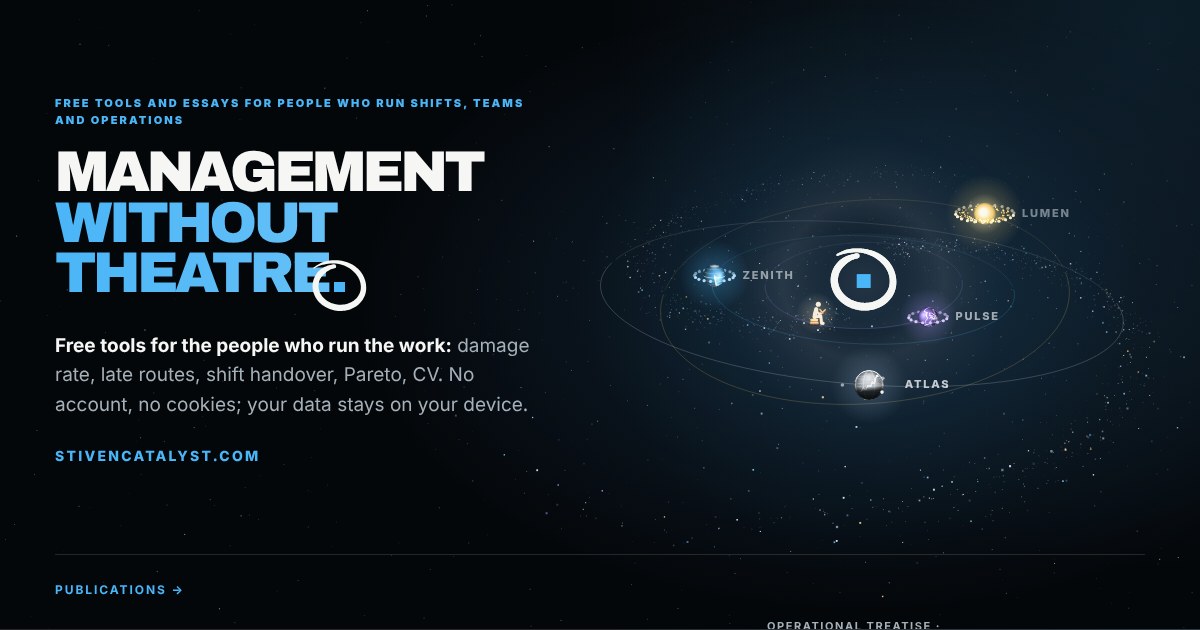 FREE TOOLS AND ESSAYS FOR PEOPLE WHO RUN SHIFTS, TEAMS
AND OPERATIONS
MANAGEMENT
WITHOUT
THEATRE.
Free tools for the people who run the work: damage
rate, late routes, shift handover, Pareto, CV. No
account, no cookies; your data stays on your device.
STIVENCATALYST.COM
LUMEN
ZENITH
PULSE
ATLAS
PUBLICATIONS →
OPERATIONAL TREATISE ·